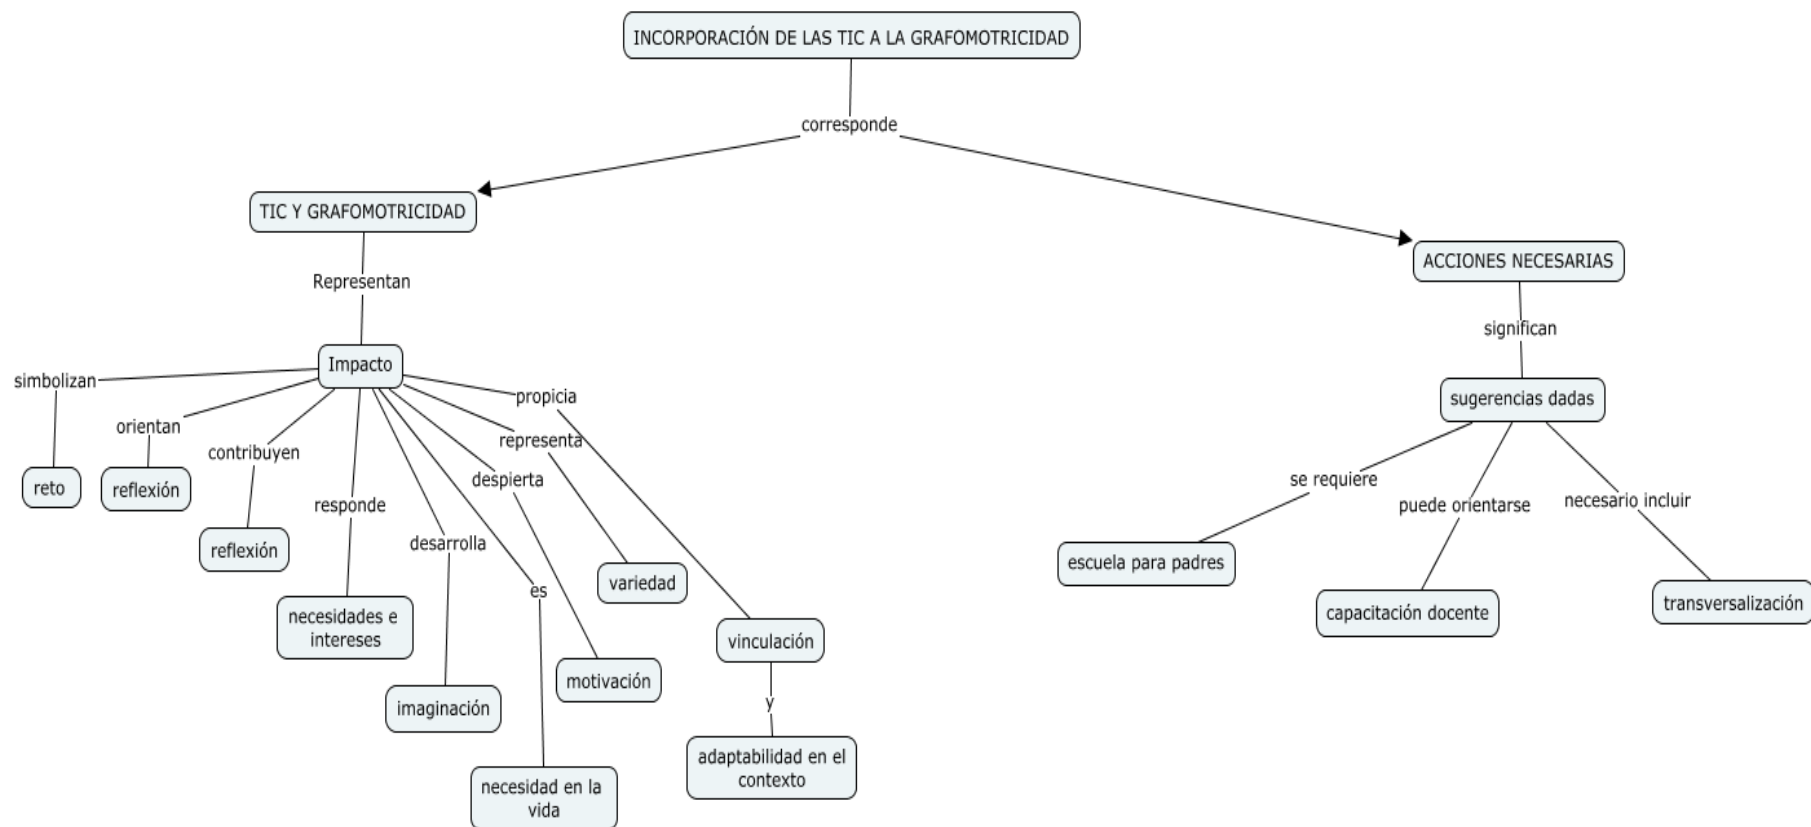 INCORPORACIÓN DE LAS TIC A LA GRAFOMOTRICIDAD
corresponde
TIC Y GRAFOMOTRICIDAD
Representan
Impacto
simbolizan
reto
orientan
reflexión
contribuyen
reflexión
responde
necesidades e
intereses
desarrolla
imaginación
es
necesidad en la
vida
despierta
motivación
representa
variedad
propicia
vinculación
y
adaptabilidad en el
contexto
ACCIONES NECESARIAS
significan
sugerencias dadas
se requiere
escuela para padres
puede orientarse
capacitación docente
necesario incluir
transversalización